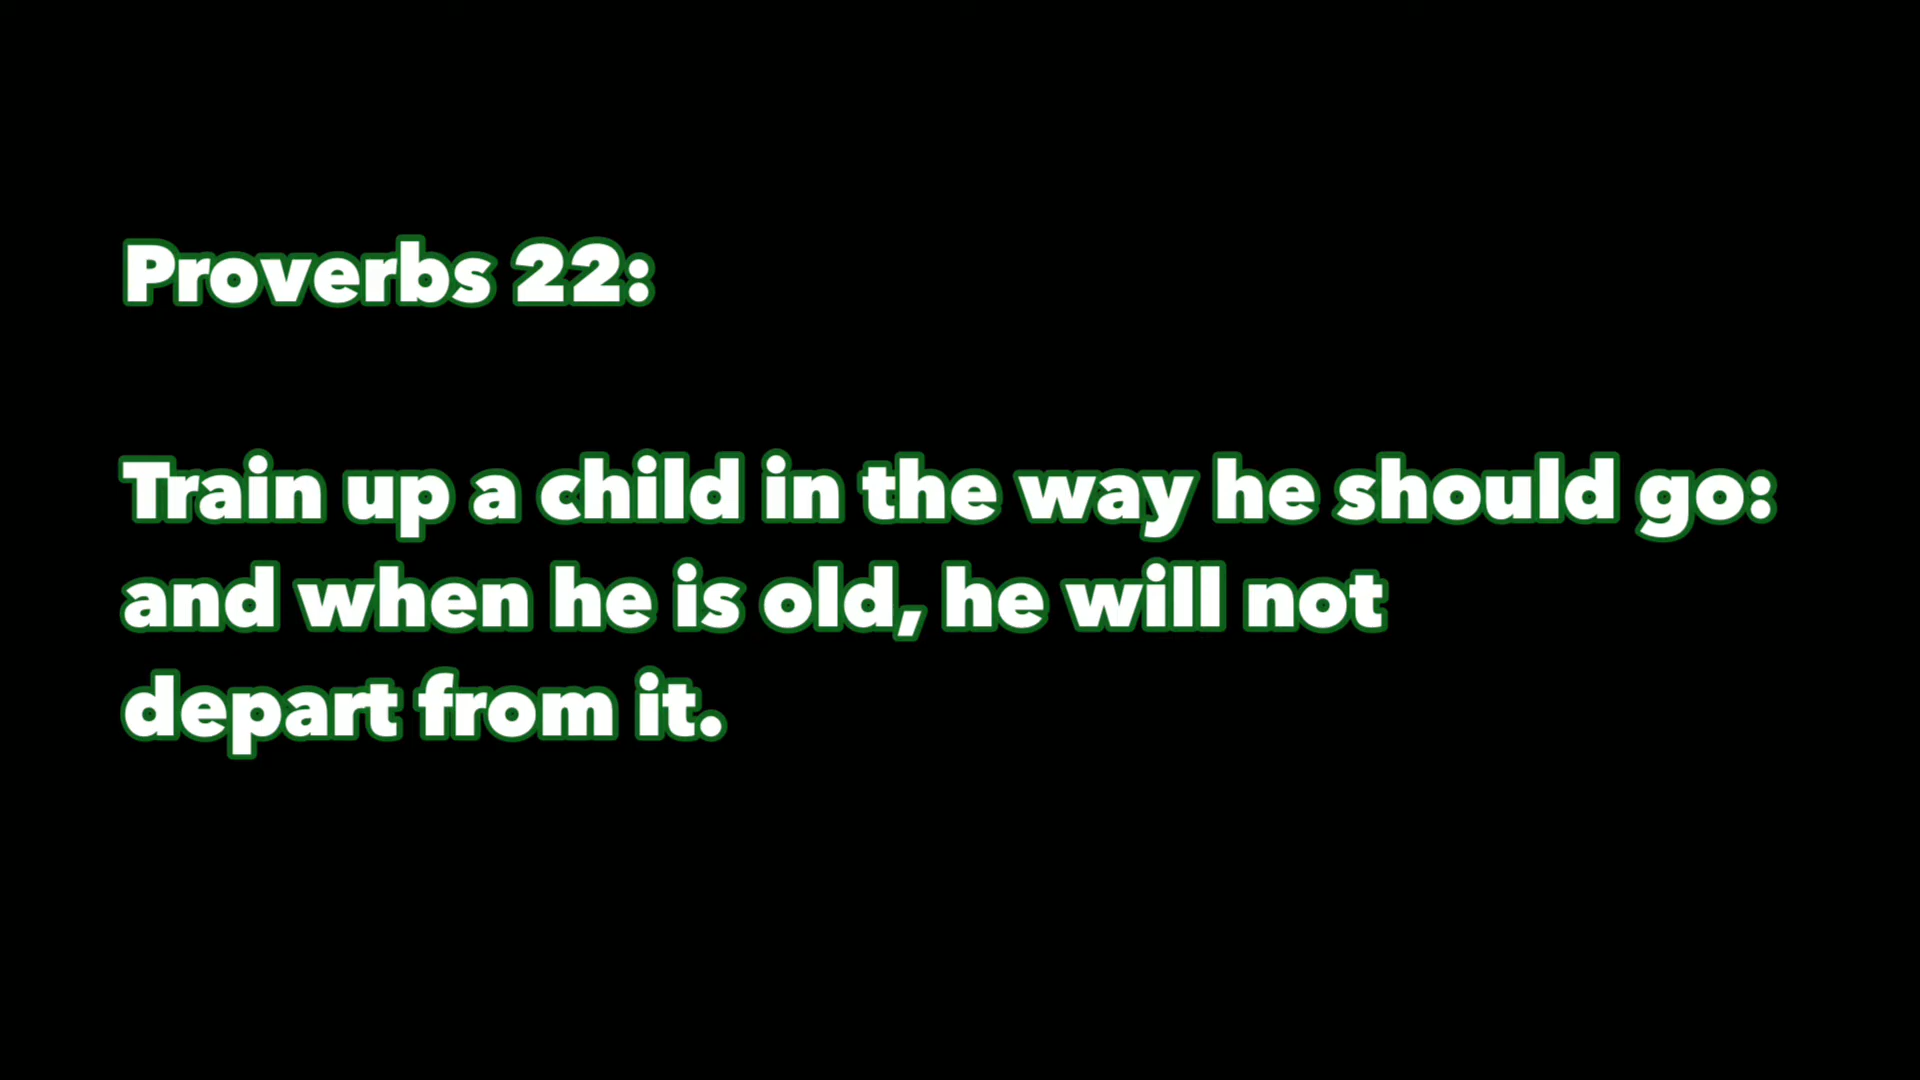 Proverbs 22:
Train up a child in the way he should go:
and when he is old, he will not
depart from it.